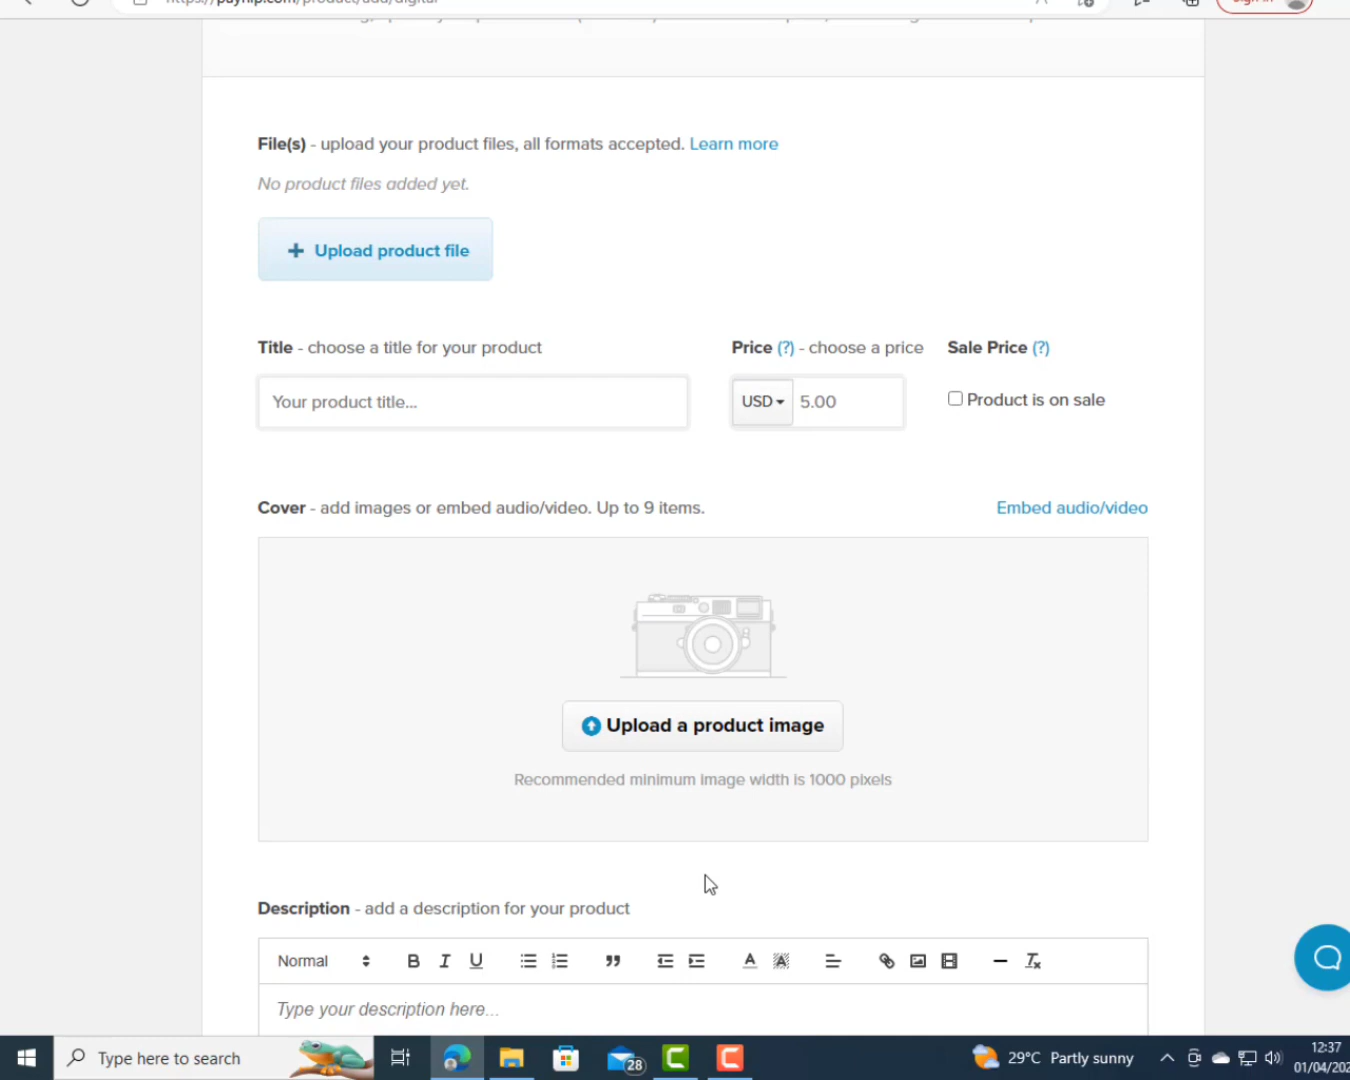 File(s) - upload your product files, all formats accepted. Learn more
No product files added yet.
+ Upload product file
Title - choose a title for your product
Price (?) - choose a price
Sale Price (?)
Your product title...
USD 5.00
Product is on sale
Cover - add images or embed audio/video. Up to 9 items.
Embed audio/video
Upload a product image
Recommended minimum image width is 1000 pixels
Description - add a description for your product
Normal
B I U
Type your description here...
Type here to search
28
29°C Partly sunny
12:37
01/04/202